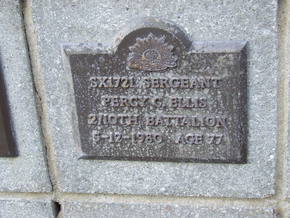 SX1721 SERGEANT
PERCY C. ELLIS
2/10TH BATTALION
5-12-1980 AGE 77